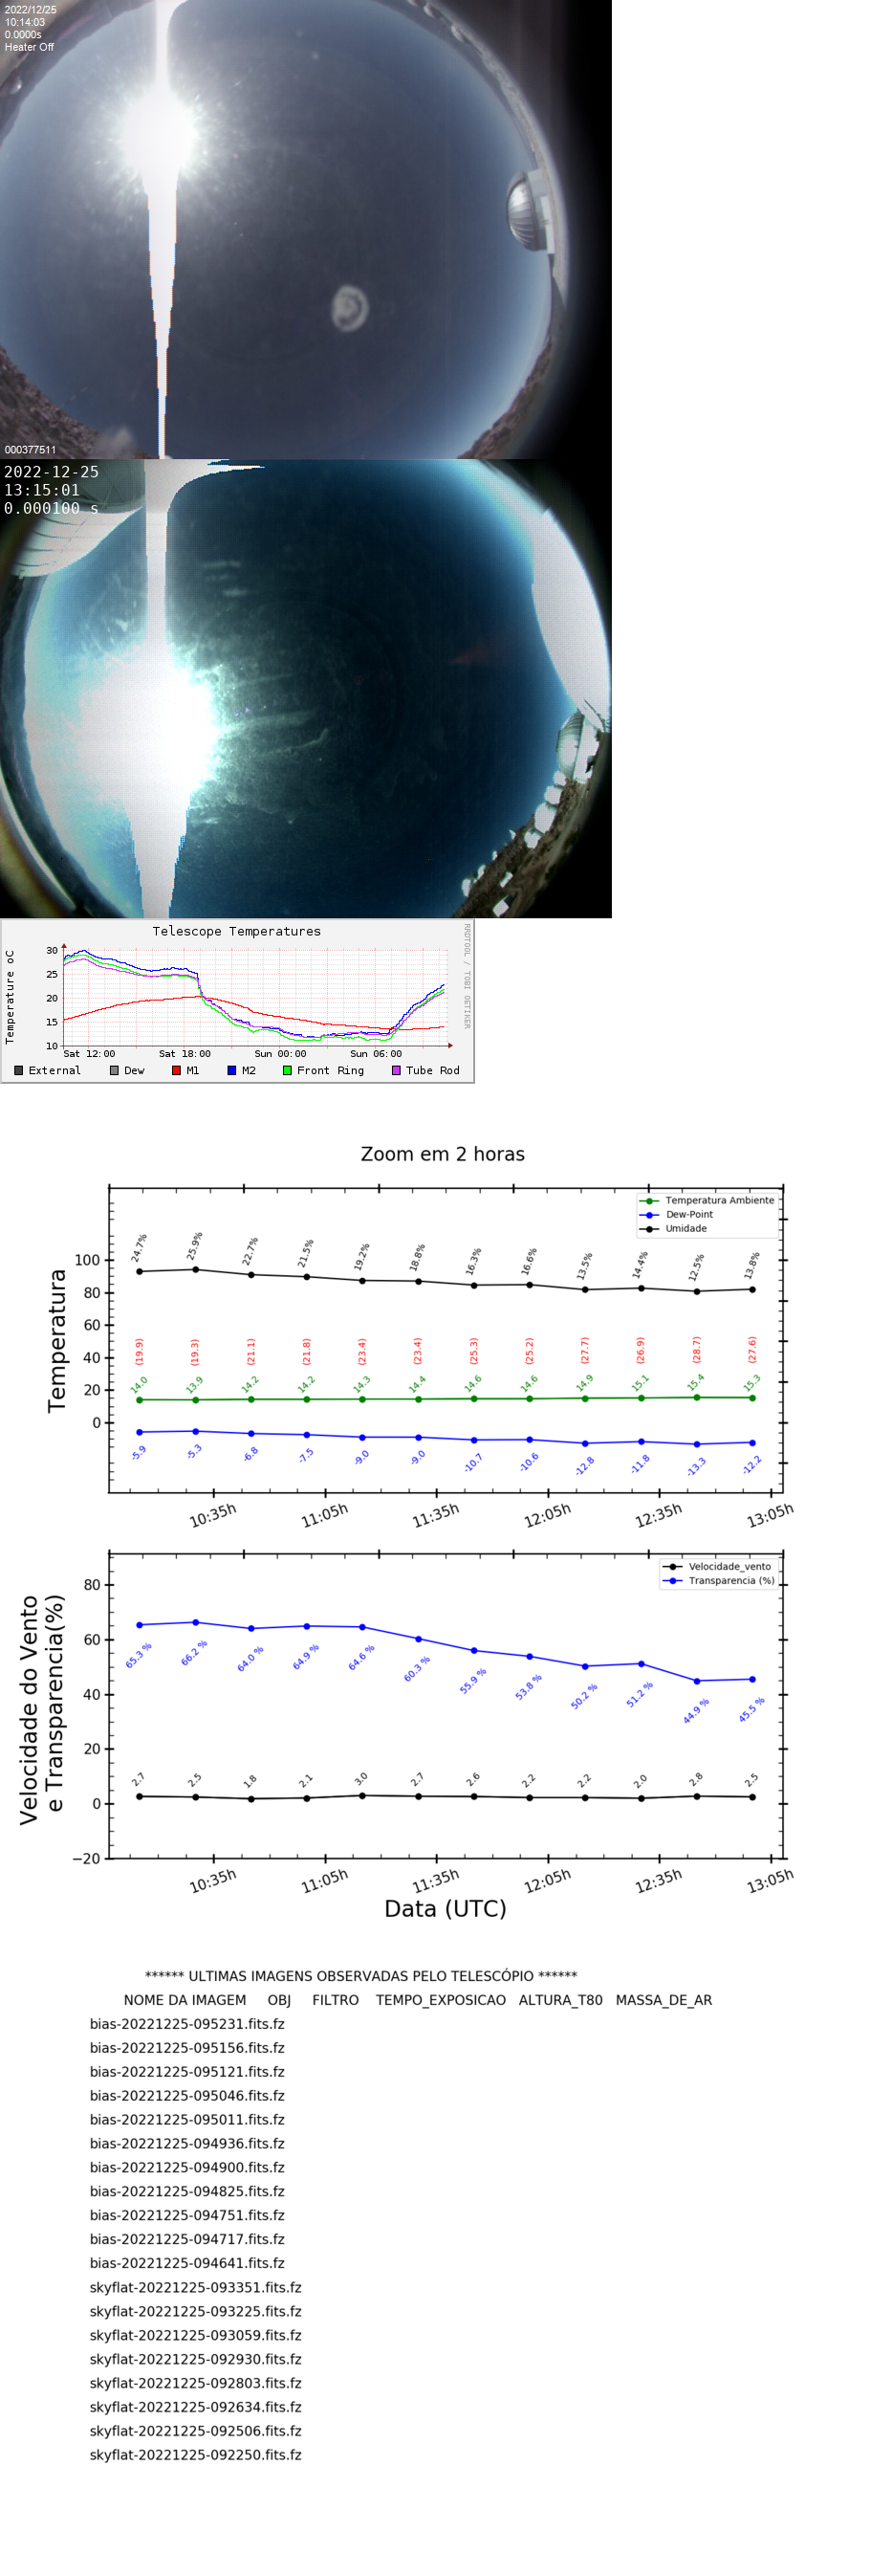 2022/12/25
10:14:03
0.0000s
Heater Off
000377511
2022-12-25
13:15:01
0.000100 s
Telescope Temperatures
RRDTOOL / TOBI OETIKER
Temperature oC
30
25
20
15
10
Sat 12:00 Sat 18:00 Sun 00:00 Sun 06:00
External Dew M1 M2 Front Ring Tube Rod
Zoom em 2 horas
Temperatura Ambiente
Dew-Point
Umidade
Temperatura
100
80
60
40
20
0
24.7% 25.9% 22.7% 21.5% 19.2% 18.8% 16.3% 16.6% 13.5% 14.4% 12.5% 13.8%
(19.9) (19.3) (21.1) (21.8) (23.4) (23.4) (25.3) (25.2) (27.7) (26.9) (28.7) (27.6)
14.0 13.9 14.2 14.2 14.3 14.4 14.6 14.6 14.9 15.1 15.4 15.3
-5.9 -5.3 -6.8 -7.5 -9.0 -9.0 -10.7 -10.6 -12.8 -11.8 -13.3 -12.2
10:35h 11:05h 11:35h 12:05h 12:35h 13:05h
Velocidade_vento
Transparencia (%)
Velocidade do Vento
e Transparencia(%)
80
60
40
20
0
−20
65.3 % 66.2 % 64.0 % 64.9 % 64.6 % 60.3 % 55.9 % 53.8 % 50.2 % 51.2 % 44.9 % 45.5 %
2.7 2.5 1.8 2.1 3.0 2.7 2.6 2.2 2.2 2.0 2.8 2.5
10:35h 11:05h 11:35h 12:05h 12:35h 13:05h
Data (UTC)
****** ULTIMAS IMAGENS OBSERVADAS PELO TELESCÓPIO ******
NOME DA IMAGEM OBJ FILTRO TEMPO_EXPOSICAO ALTURA_T80 MASSA_DE_AR
bias-20221225-095231.fits.fz
bias-20221225-095156.fits.fz
bias-20221225-095121.fits.fz
bias-20221225-095046.fits.fz
bias-20221225-095011.fits.fz
bias-20221225-094936.fits.fz
bias-20221225-094900.fits.fz
bias-20221225-094825.fits.fz
bias-20221225-094751.fits.fz
bias-20221225-094717.fits.fz
bias-20221225-094641.fits.fz
skyflat-20221225-093351.fits.fz
skyflat-20221225-093225.fits.fz
skyflat-20221225-093059.fits.fz
skyflat-20221225-092930.fits.fz
skyflat-20221225-092803.fits.fz
skyflat-20221225-092634.fits.fz
skyflat-20221225-092506.fits.fz
skyflat-20221225-092250.fits.fz